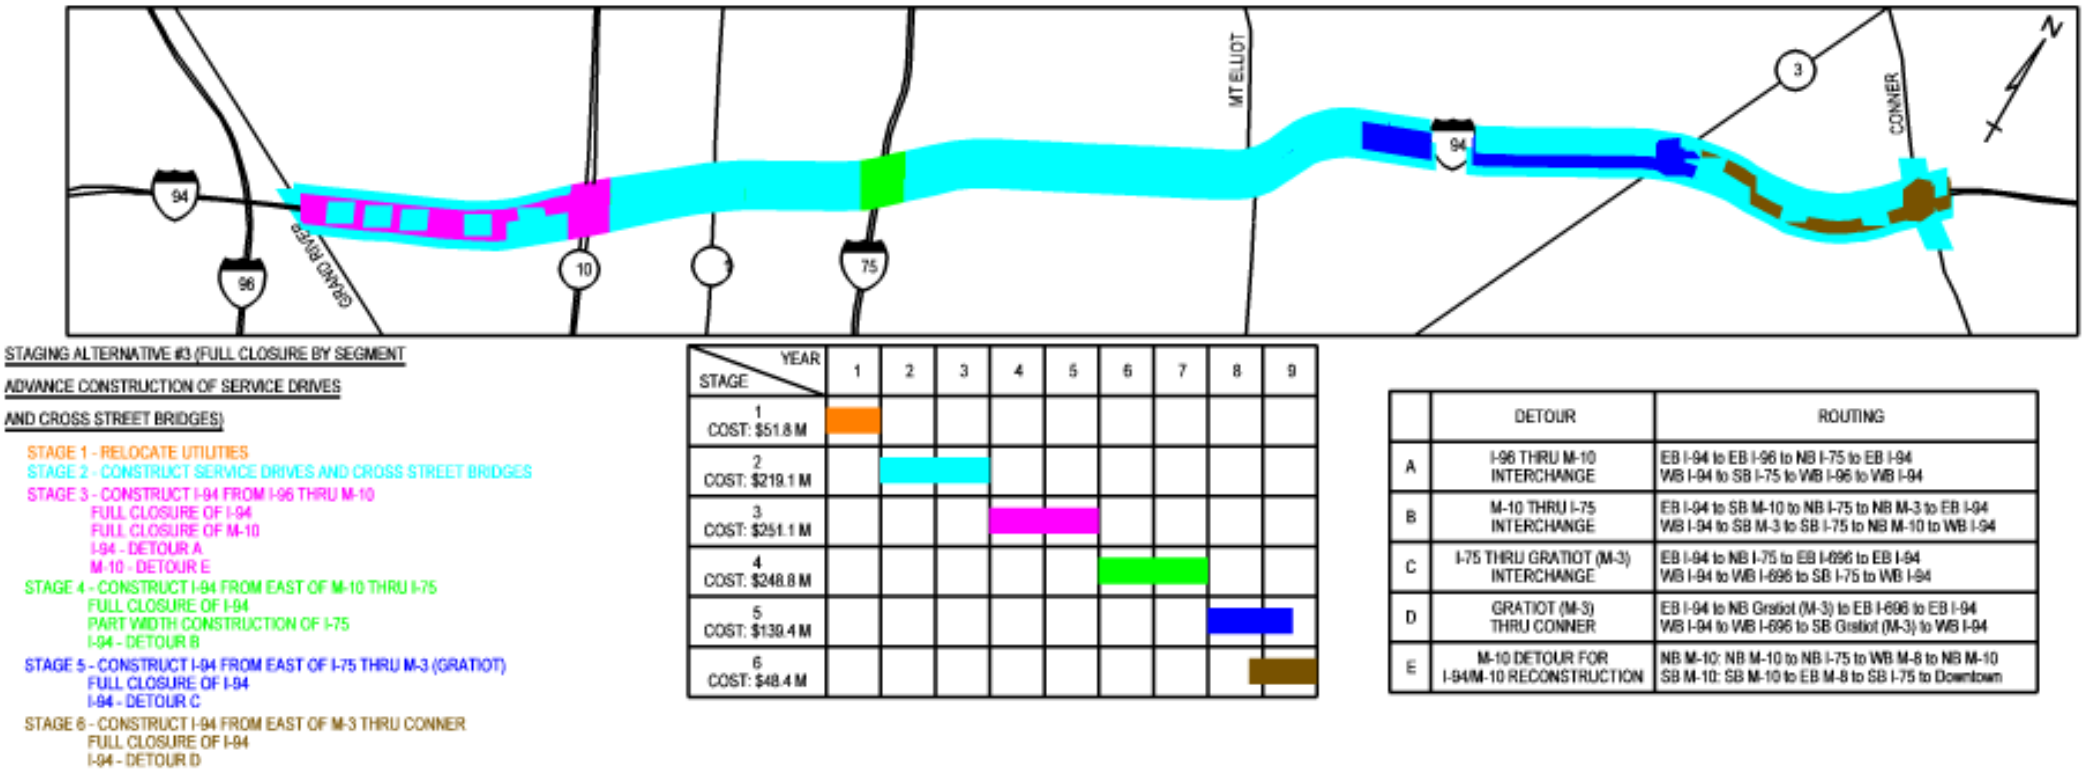 N
MT ELLIOT
3
CONNER
94
94
GRAND RIVER
96
10
75
STAGING ALTERNATIVE #3 (FULL CLOSURE BY SEGMENT
ADVANCE CONSTRUCTION OF SERVICE DRIVES
AND CROSS STREET BRIDGES)
STAGE 1 - RELOCATE UTILITIES
STAGE 2 - CONSTRUCT SERVICE DRIVES AND CROSS STREET BRIDGES
STAGE 3 - CONSTRUCT I-94 FROM I-96 THRU M-10
FULL CLOSURE OF I-94
FULL CLOSURE OF M-10
I-94 - DETOUR A
M-10 - DETOUR E
STAGE 4 - CONSTRUCT I-94 FROM EAST OF M-10 THRU I-75
FULL CLOSURE OF I-94
PART WIDTH CONSTRUCTION OF I-75
I-94 - DETOUR B
STAGE 5 - CONSTRUCT I-94 FROM EAST OF I-75 THRU M-3 (GRATIOT)
FULL CLOSURE OF I-94
I-94 - DETOUR C
STAGE 6 - CONSTRUCT I-94 FROM EAST OF M-3 THRU CONNER
FULL CLOSURE OF I-94
I-94 - DETOUR D
YEAR
STAGE
1 2 3 4 5 6 7 8 9
1
COST: $51.8 M
2
COST: $219.1 M
3
COST: $251.1 M
4
COST: $248.8 M
5
COST: $139.4 M
6
COST: $48.4 M
DETOUR ROUTING
A
I-96 THRU M-10
INTERCHANGE
EB I-94 to EB I-96 to NB I-75 to EB I-94
WB I-94 to SB I-75 to WB I-96 to WB I-94
B
M-10 THRU I-75
INTERCHANGE
EB I-94 to SB M-10 to NB I-75 to NB M-3 to EB I-94
WB I-94 to SB M-3 to SB I-75 to NB M-10 to WB I-94
C
I-75 THRU GRATIOT (M-3)
INTERCHANGE
EB I-94 to NB I-75 to EB I-696 to EB I-94
WB I-94 to WB I-696 to SB I-75 to WB I-94
D
GRATIOT (M-3)
THRU CONNER
EB I-94 to NB Gratiot (M-3) to EB I-696 to EB I-94
WB I-94 to WB I-696 to SB Gratiot (M-3) to WB I-94
E
M-10 DETOUR FOR
I-94/M-10 RECONSTRUCTION
NB M-10: NB M-10 to NB I-75 to WB M-8 to NB M-10
SB M-10: SB M-10 to EB M-8 to SB I-75 to Downtown